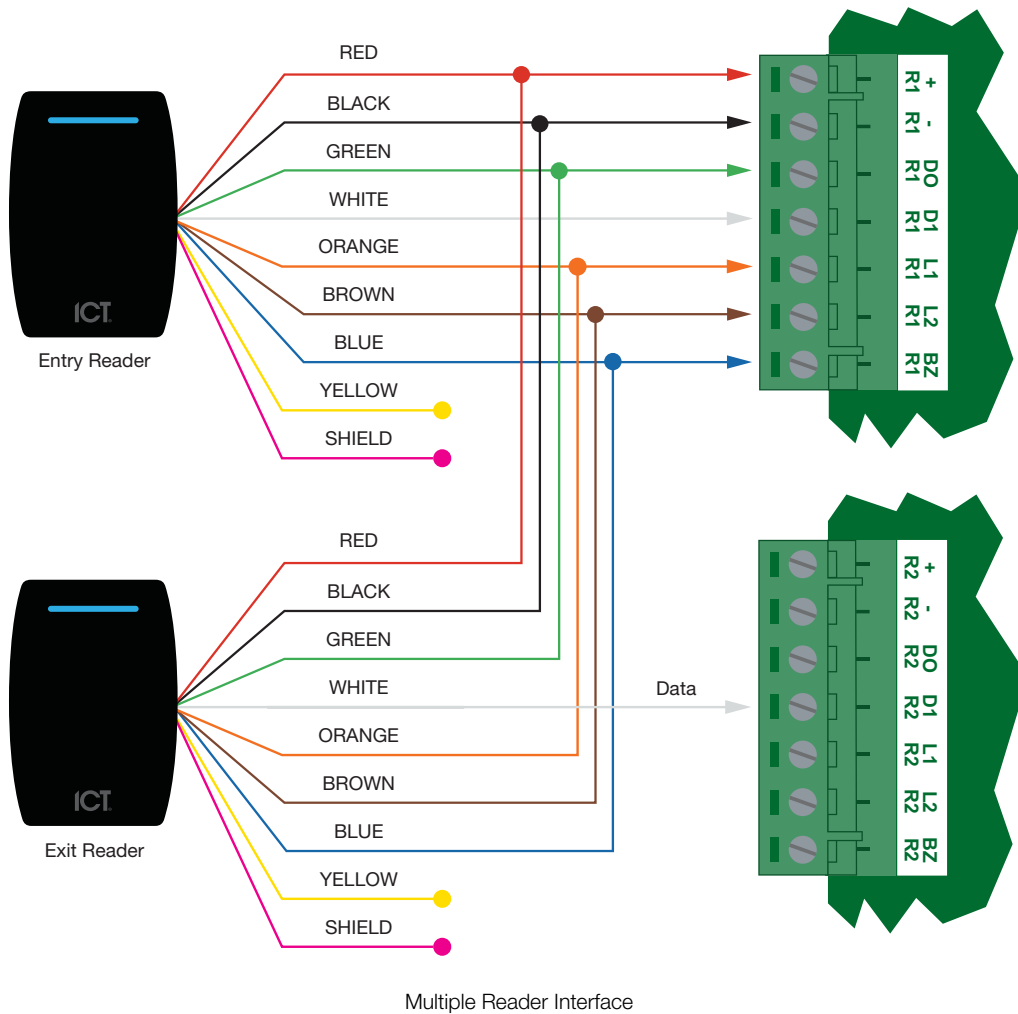 RED
BLACK
GREEN
WHITE
ORANGE
BROWN
BLUE
YELLOW
SHIELD
ICT
Entry Reader
R1 +
R1 -
R1 DO
R1 D1
R1 L1
R1 L2
R1 BZ
RED
BLACK
GREEN
WHITE
Data
ORANGE
BROWN
BLUE
YELLOW
SHIELD
ICT
Exit Reader
R2 +
R2 -
R2 DO
R2 D1
R2 L1
R2 L2
R2 BZ
Multiple Reader Interface